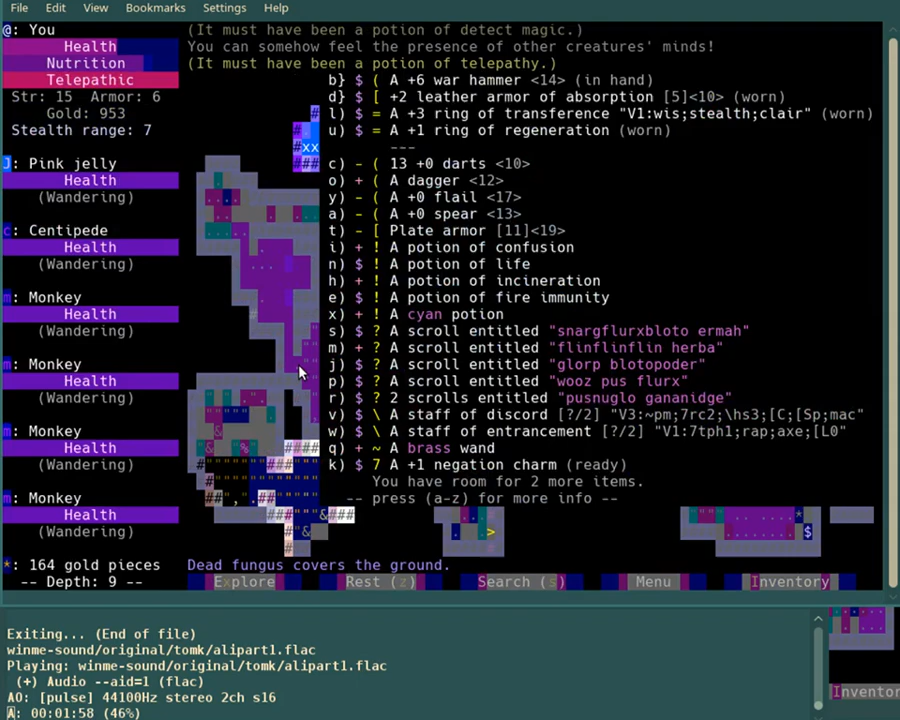 File Edit View Bookmarks Settings Help
@: You
(It must have been a potion of detect magic.)
Health
You can somehow feel the presence of other creatures' minds!
Nutrition
(It must have been a potion of telepathy.)
Telepathic
b} $ ( A +6 war hammer <14> (in hand)
Str: 15 Armor: 6
d} $ [ +2 leather armor of absorption [5]<10> (worn)
Gold: 953
l) $ = A +3 ring of transference "V1:wis;stealth;clair" (worn)
Stealth range: 7
u) $ = A +1 ring of regeneration (worn)
---
J: Pink jelly
c) - ( 13 +0 darts <10>
Health
o) + ( A dagger <12>
(Wandering)
y) - ( A +0 flail <17>
a) - ( A +0 spear <13>
c: Centipede
t) - [ Plate armor [11]<19>
Health
i) + ! A potion of confusion
(Wandering)
n) $ ! A potion of life
h) + ! A potion of incineration
m: Monkey
e) $ ! A potion of fire immunity
Health
x) + ! A cyan potion
(Wandering)
s) $ ? A scroll entitled "snargflurxbloto ermah"
m) + ? A scroll entitled "flinflinflin herba"
m: Monkey
j) $ ? A scroll entitled "glorp blotopoder"
Health
p) $ ? A scroll entitled "wooz pus flurx"
(Wandering)
r) $ ? 2 scrolls entitled "pusnuglo gananidge"
v) $ \ A staff of discord [?/2] "V3:~pm;7rc2;\hs3;[C;[Sp;mac"
m: Monkey
w) $ \ A staff of entrancement [?/2] "V1:7tph1;rap;axe;[L0"
Health
q) + ~ A brass wand
(Wandering)
k) $ 7 A +1 negation charm (ready)
You have room for 2 more items.
m: Monkey
-- press (a-z) for more info --
Health
(Wandering)
*: 164 gold pieces
Dead fungus covers the ground.
-- Depth: 9 --
Explore Rest (z) Search (s) Menu Inventory
Exiting... (End of file)
winme-sound/original/tomk/alipart1.flac
Playing: winme-sound/original/tomk/alipart1.flac
(+) Audio --aid=1 (flac)
AO: [pulse] 44100Hz stereo 2ch s16
A: 00:01:58 (46%)
Inventor